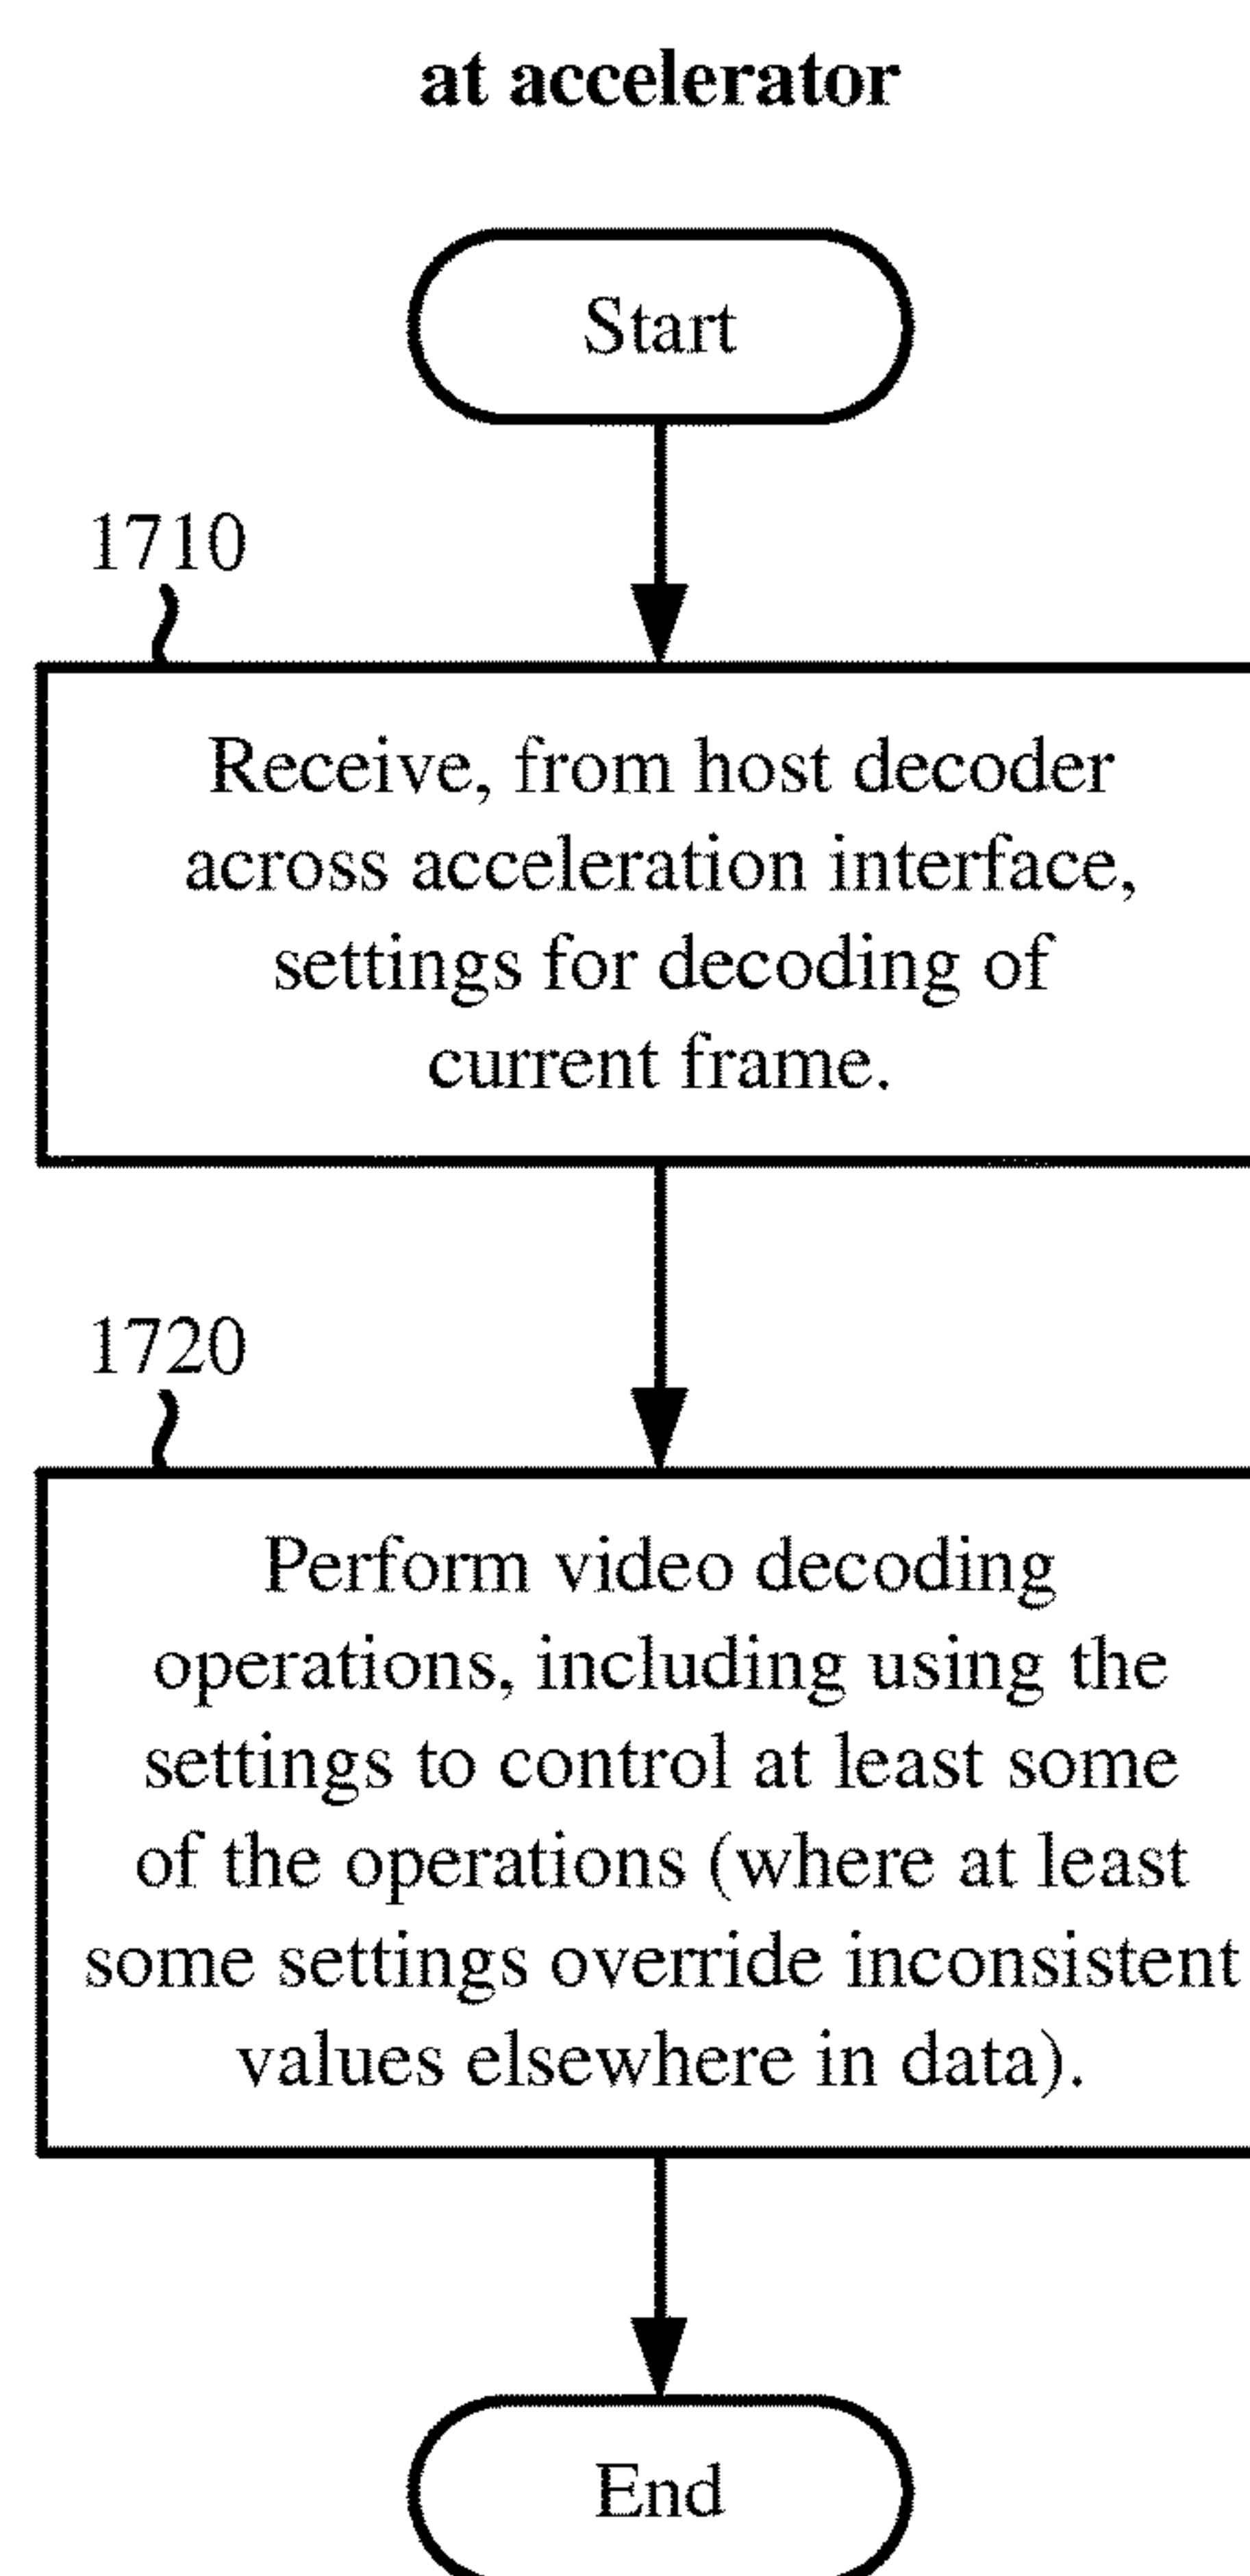 at accelerator
Start
1710
Receive, from host decoder
across acceleration interface,
settings for decoding of
current frame.
1720
Perform video decoding
operations, including using the
settings to control at least some
of the operations (where at least
some settings override inconsistent
values elsewhere in data).
End